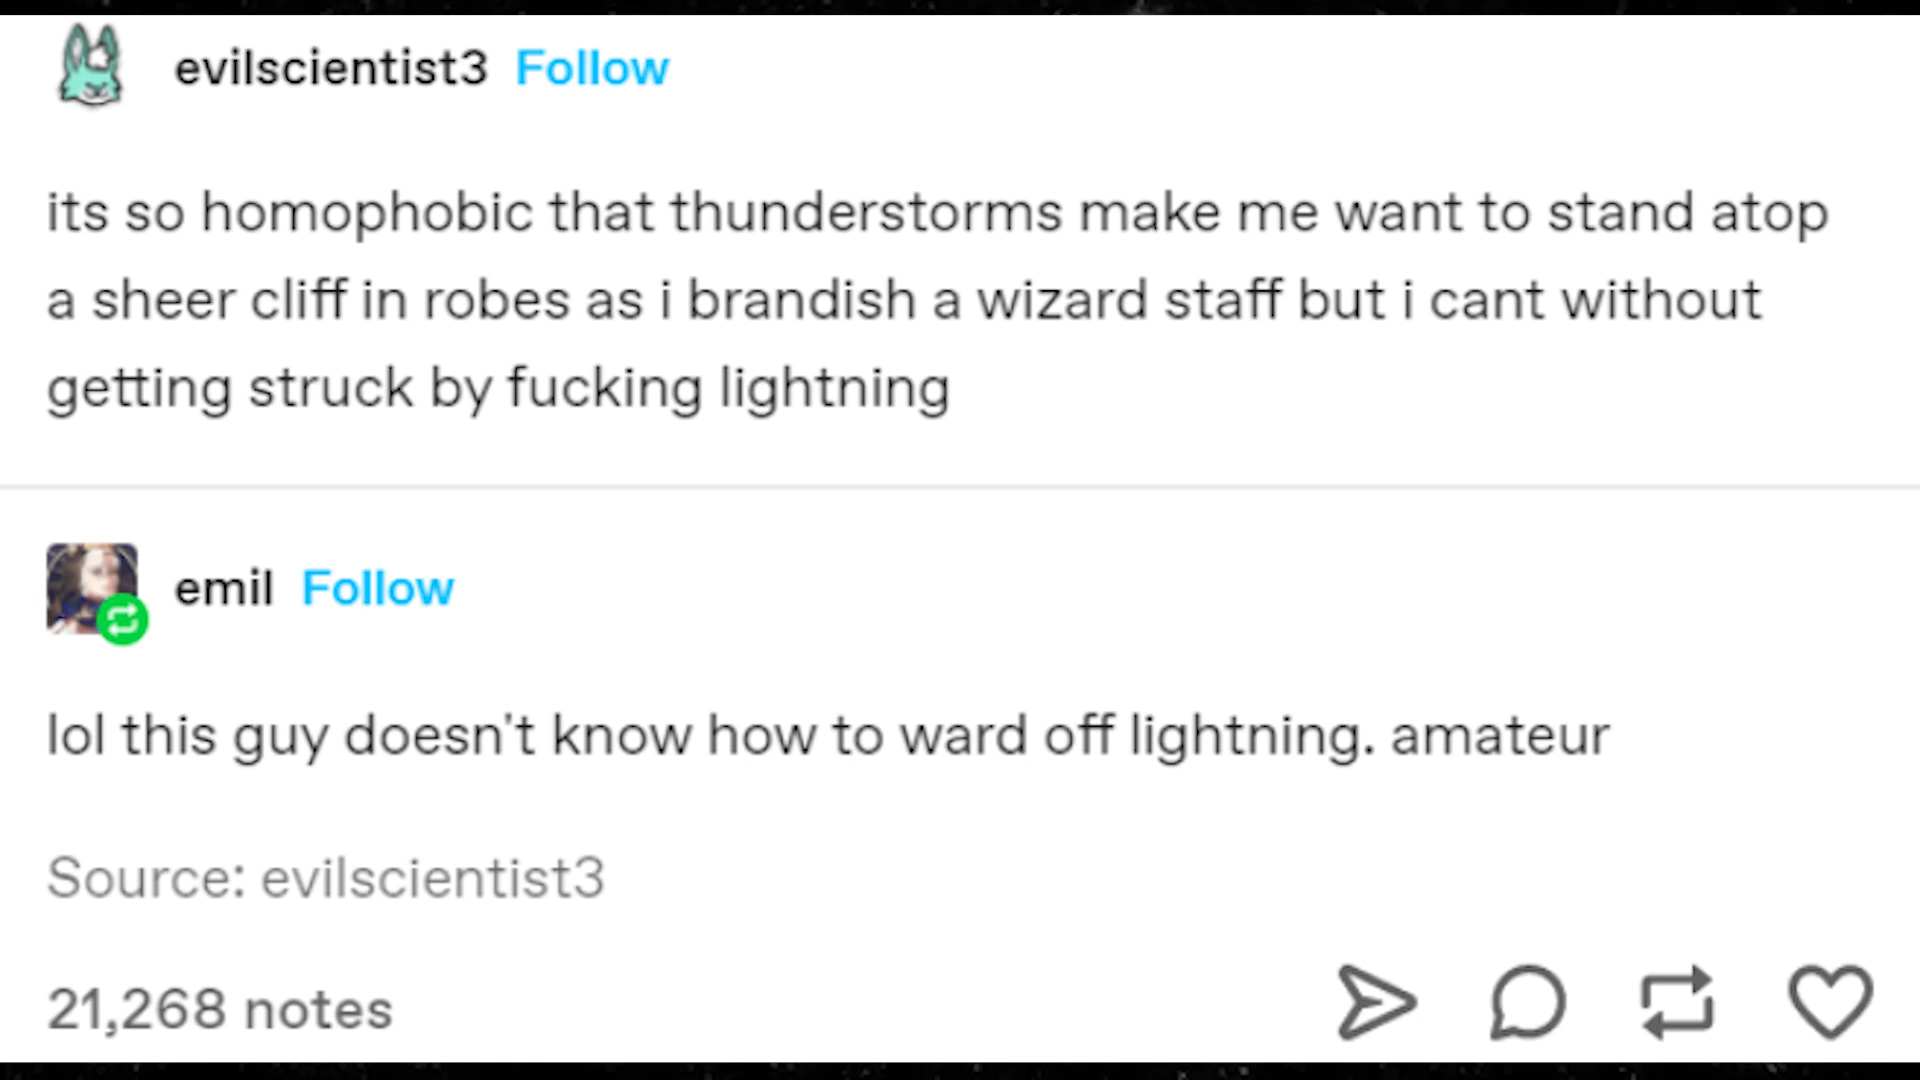 evilscientist3 Follow
its so homophobic that thunderstorms make me want to stand atop
a sheer cliff in robes as i brandish a wizard staff but i cant without
getting struck by fucking lightning
emil Follow
lol this guy doesn't know how to ward off lightning. amateur
Source: evilscientist3
21,268 notes